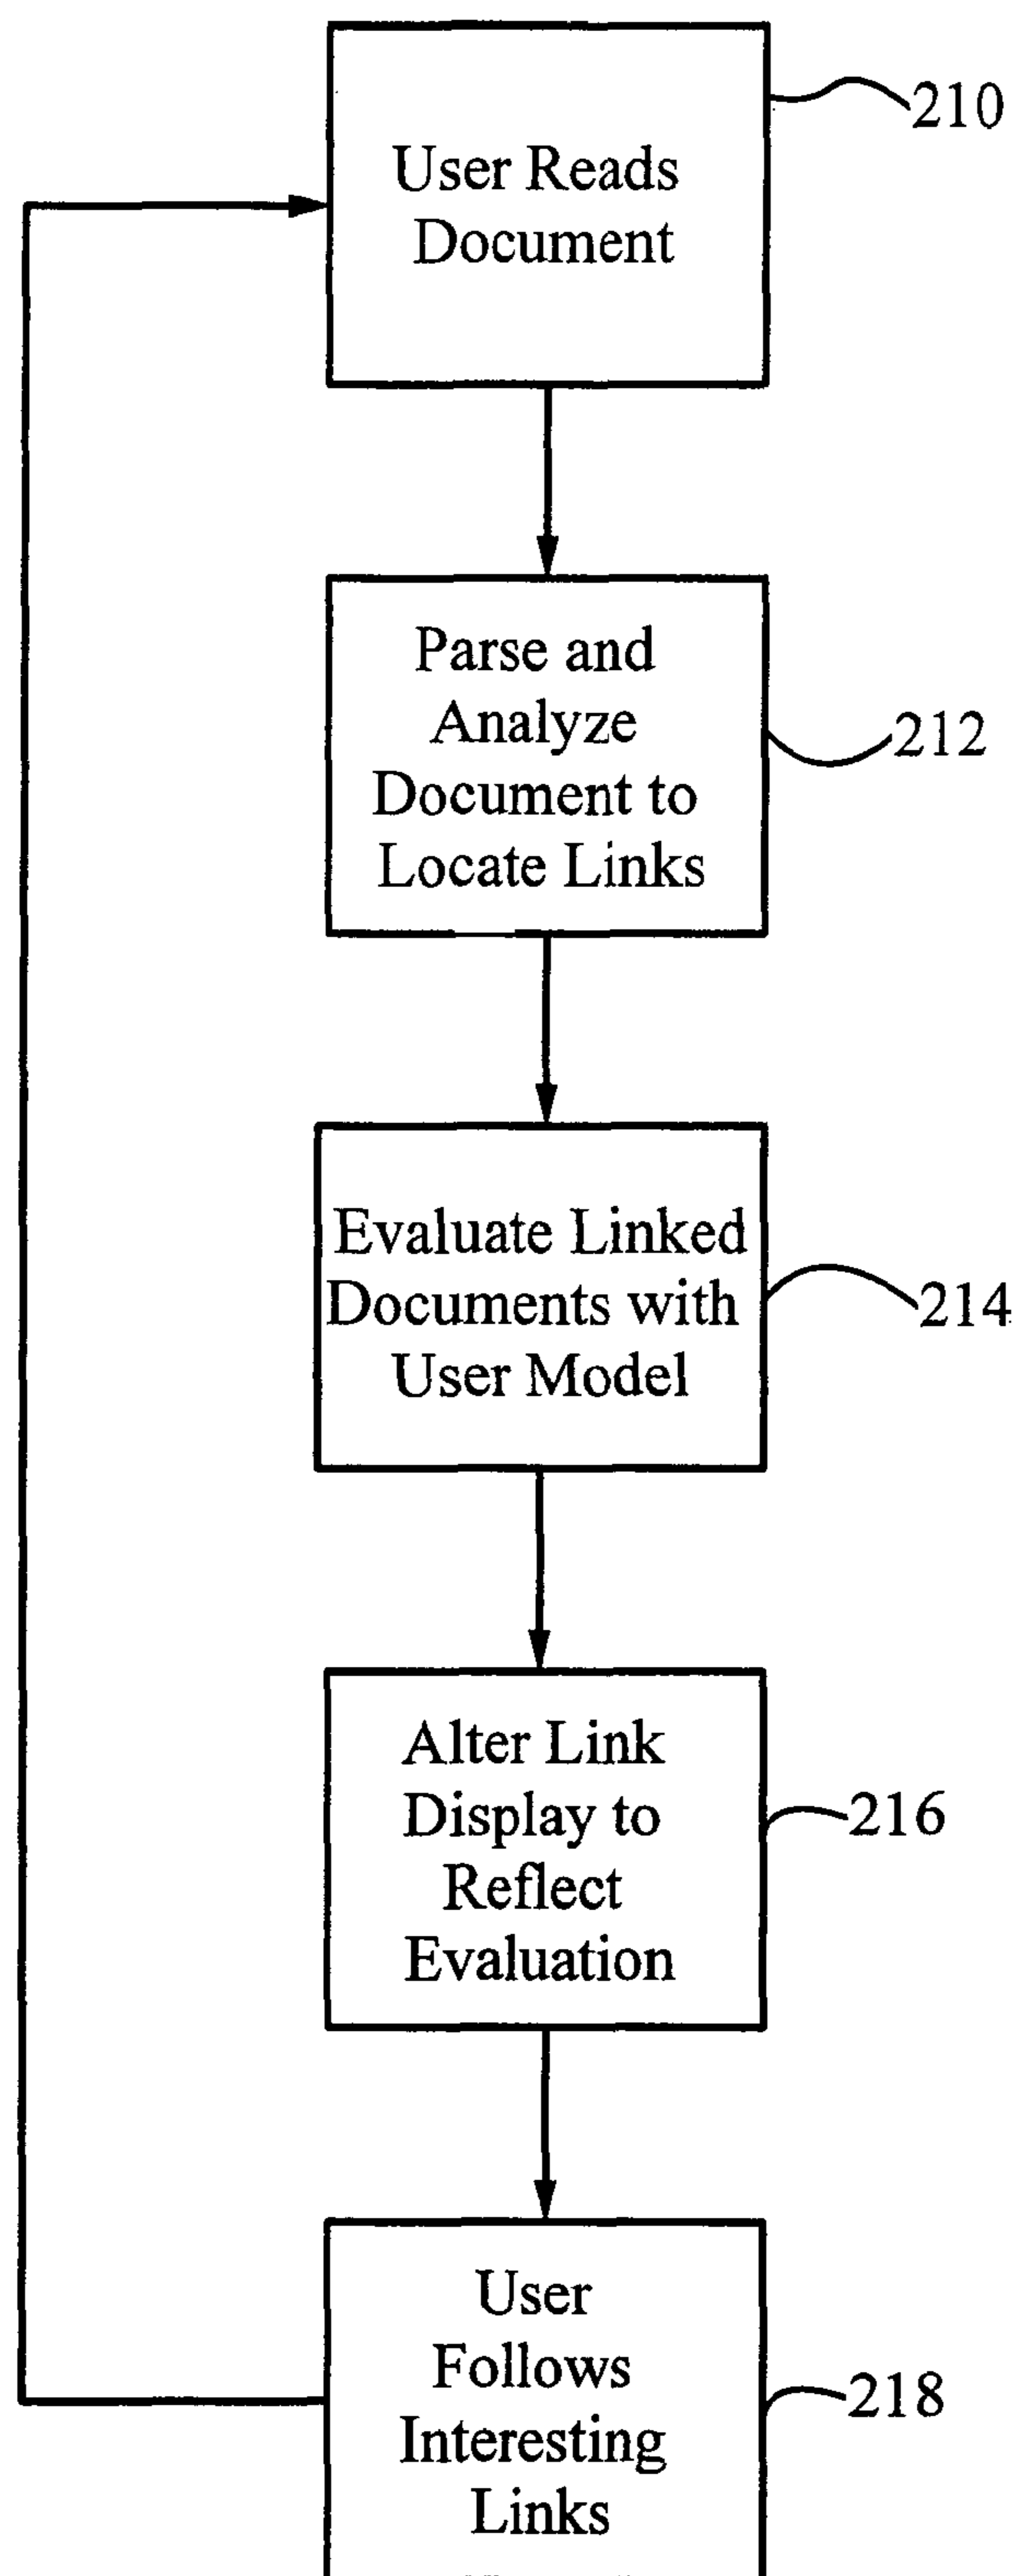 User Reads
Document
210
Parse and
Analyze
Document to
Locate Links
212
Evaluate Linked
Documents with
User Model
214
Alter Link
Display to
Reflect
Evaluation
216
User
Follows
Interesting
Links
218